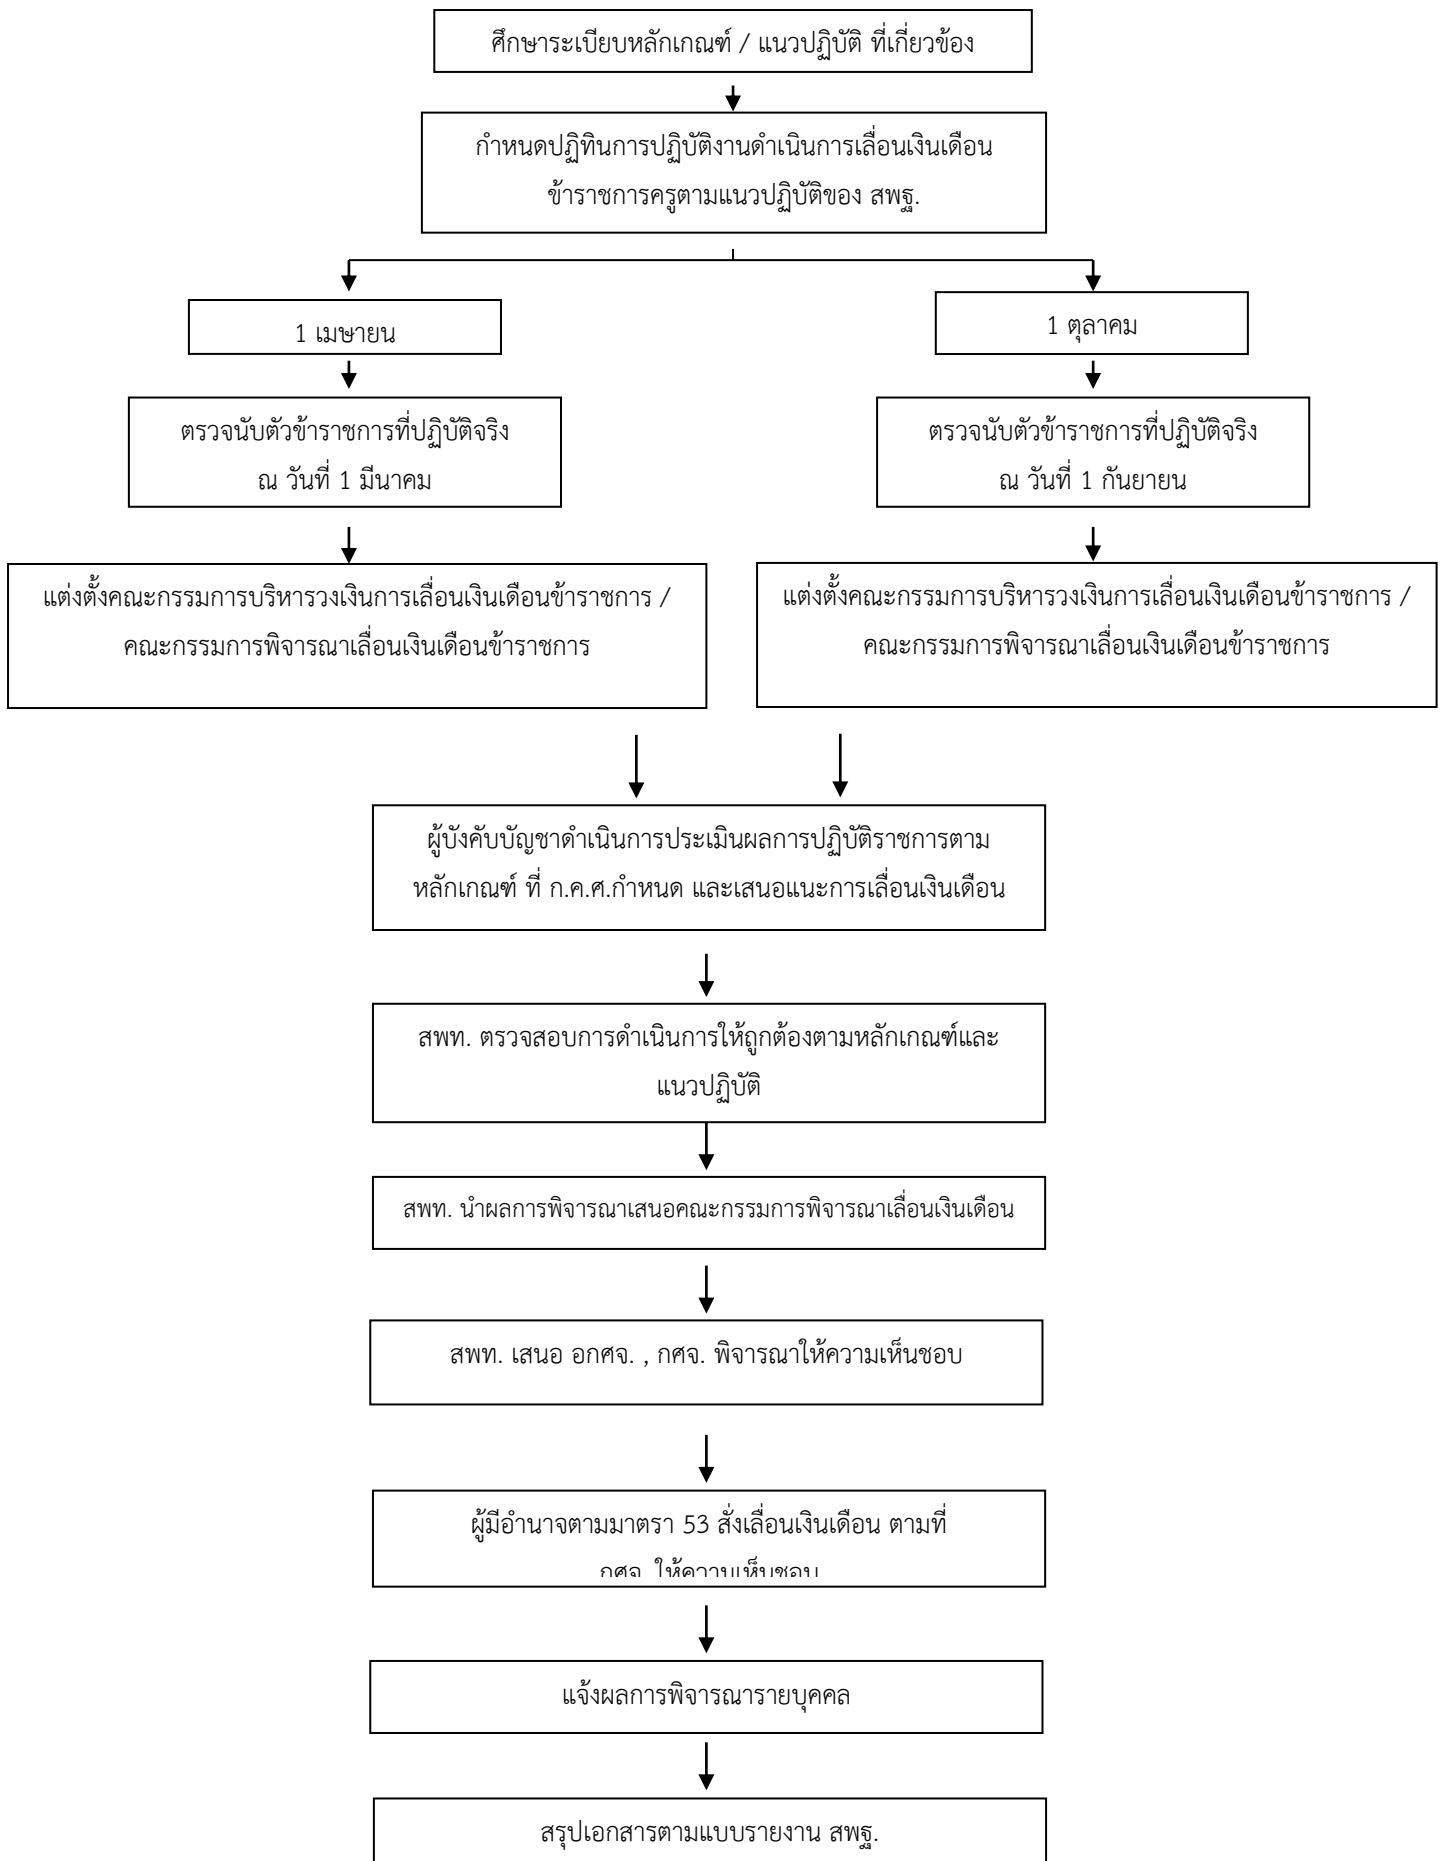 ศึกษาระเบียบหลักเกณฑ์ / แนวปฏิบัติ ที่เกี่ยวข้อง
กำหนดปฏิทินการปฏิบัติงานดำเนินการเลื่อนเงินเดือน
ข้าราชการครูตามแนวปฏิบัติของ สพฐ.
1 เมษายน
1 ตุลาคม
ตรวจนับตัวข้าราชการที่ปฏิบัติจริง
ณ วันที่ 1 มีนาคม
ตรวจนับตัวข้าราชการที่ปฏิบัติจริง
ณ วันที่ 1 กันยายน
แต่งตั้งคณะกรรมการบริหารวงเงินการเลื่อนเงินเดือนข้าราชการ /
คณะกรรมการพิจารณาเลื่อนเงินเดือนข้าราชการ
แต่งตั้งคณะกรรมการบริหารวงเงินการเลื่อนเงินเดือนข้าราชการ /
คณะกรรมการพิจารณาเลื่อนเงินเดือนข้าราชการ
ผู้บังคับบัญชาดำเนินการประเมินผลการปฏิบัติราชการตาม
หลักเกณฑ์ ที่ ก.ค.ศ.กำหนด และเสนอแนะการเลื่อนเงินเดือน
สพท. ตรวจสอบการดำเนินการให้ถูกต้องตามหลักเกณฑ์และ
แนวปฏิบัติ
สพท. นำผลการพิจารณาเสนอคณะกรรมการพิจารณาเลื่อนเงินเดือน
สพท. เสนอ อกศจ. , กศจ. พิจารณาให้ความเห็นชอบ
ผู้มีอำนาจตามมาตรา 53 สั่งเลื่อนเงินเดือน ตามที่
กศจ. ให้ความเห็นชอบ
แจ้งผลการพิจารณารายบุคคล
สรุปเอกสารตามแบบรายงาน สพฐ.